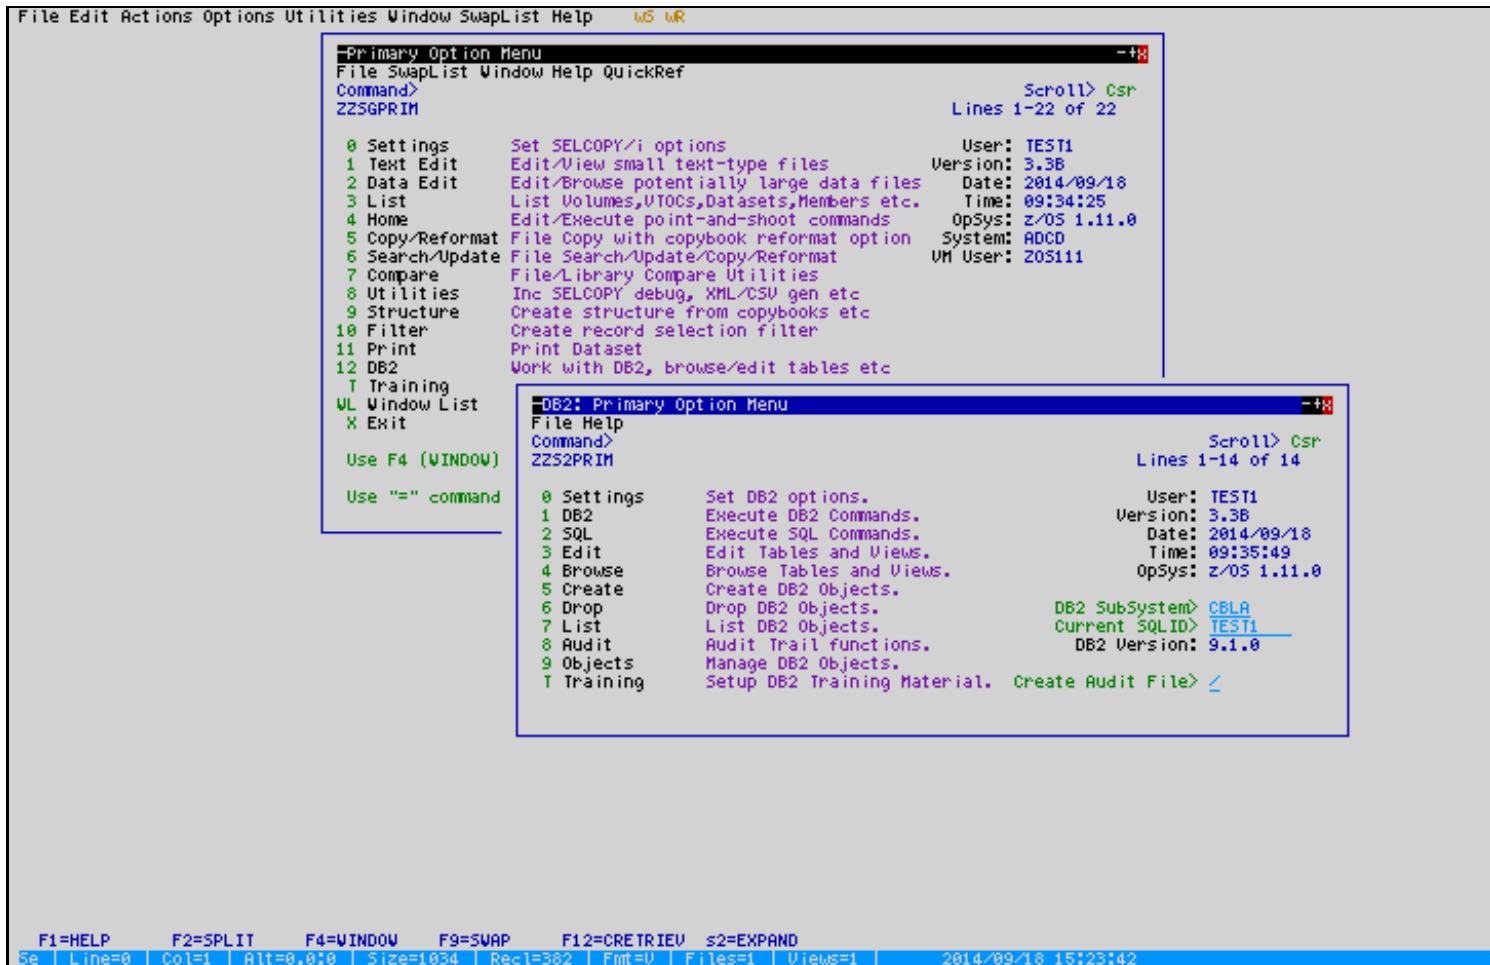 File Edit Actions Options Utilities Window SwapList Help wS wR
Primary Option Menu -+x
File SwapList Window Help QuickRef
Command> Scroll> Csr
ZZSGPRIM Lines 1-22 of 22
0 Settings Set SELCOPY/i options User: TEST1
1 Text Edit Edit/View small text-type files Version: 3.3B
2 Data Edit Edit/Browse potentially large data files Date: 2014/09/18
3 List List Volumes,VTOCs,Datasets,Members etc. Time: 09:34:25
4 Home Edit/Execute point-and-shoot commands OpSys: z/OS 1.11.0
5 Copy/Reformat File Copy with copybook reformat option System: ADCD
6 Search/Update File Search/Update/Copy/Reformat VM User: ZOS111
7 Compare File/Library Compare Utilities
8 Utilities Inc SELCOPY debug, XML/CSV gen etc
9 Structure Create structure from copybooks etc
10 Filter Create record selection filter
11 Print Print Dataset
12 DB2 Work with DB2, browse/edit tables etc
T Training
WL Window List
X Exit
Use F4 (WINDOW)
Use "=" command
DB2: Primary Option Menu -+x
File Help
Command> Scroll> Csr
ZZS2PRIM Lines 1-14 of 14
0 Settings Set DB2 options. User: TEST1
1 DB2 Execute DB2 Commands. Version: 3.3B
2 SQL Execute SQL Commands. Date: 2014/09/18
3 Edit Edit Tables and Views. Time: 09:35:49
4 Browse Browse Tables and Views. OpSys: z/OS 1.11.0
5 Create Create DB2 Objects.
6 Drop Drop DB2 Objects. DB2 SubSystem> CBLA
7 List List DB2 Objects. Current SQLID> TEST1
8 Audit Audit Trail functions. DB2 Version: 9.1.0
9 Objects Manage DB2 Objects.
T Training Setup DB2 Training Material. Create Audit File> /
F1=HELP F2=SPLIT F4=WINDOW F9=SWAP F12=CRETRIEV s2=EXPAND
Se | Line=0 | Col=1 | Alt=0,0;0 | Size=1034 | Recl=382 | Fmt=V | Files=1 | Views=1 | 2014/09/18 15:23:42